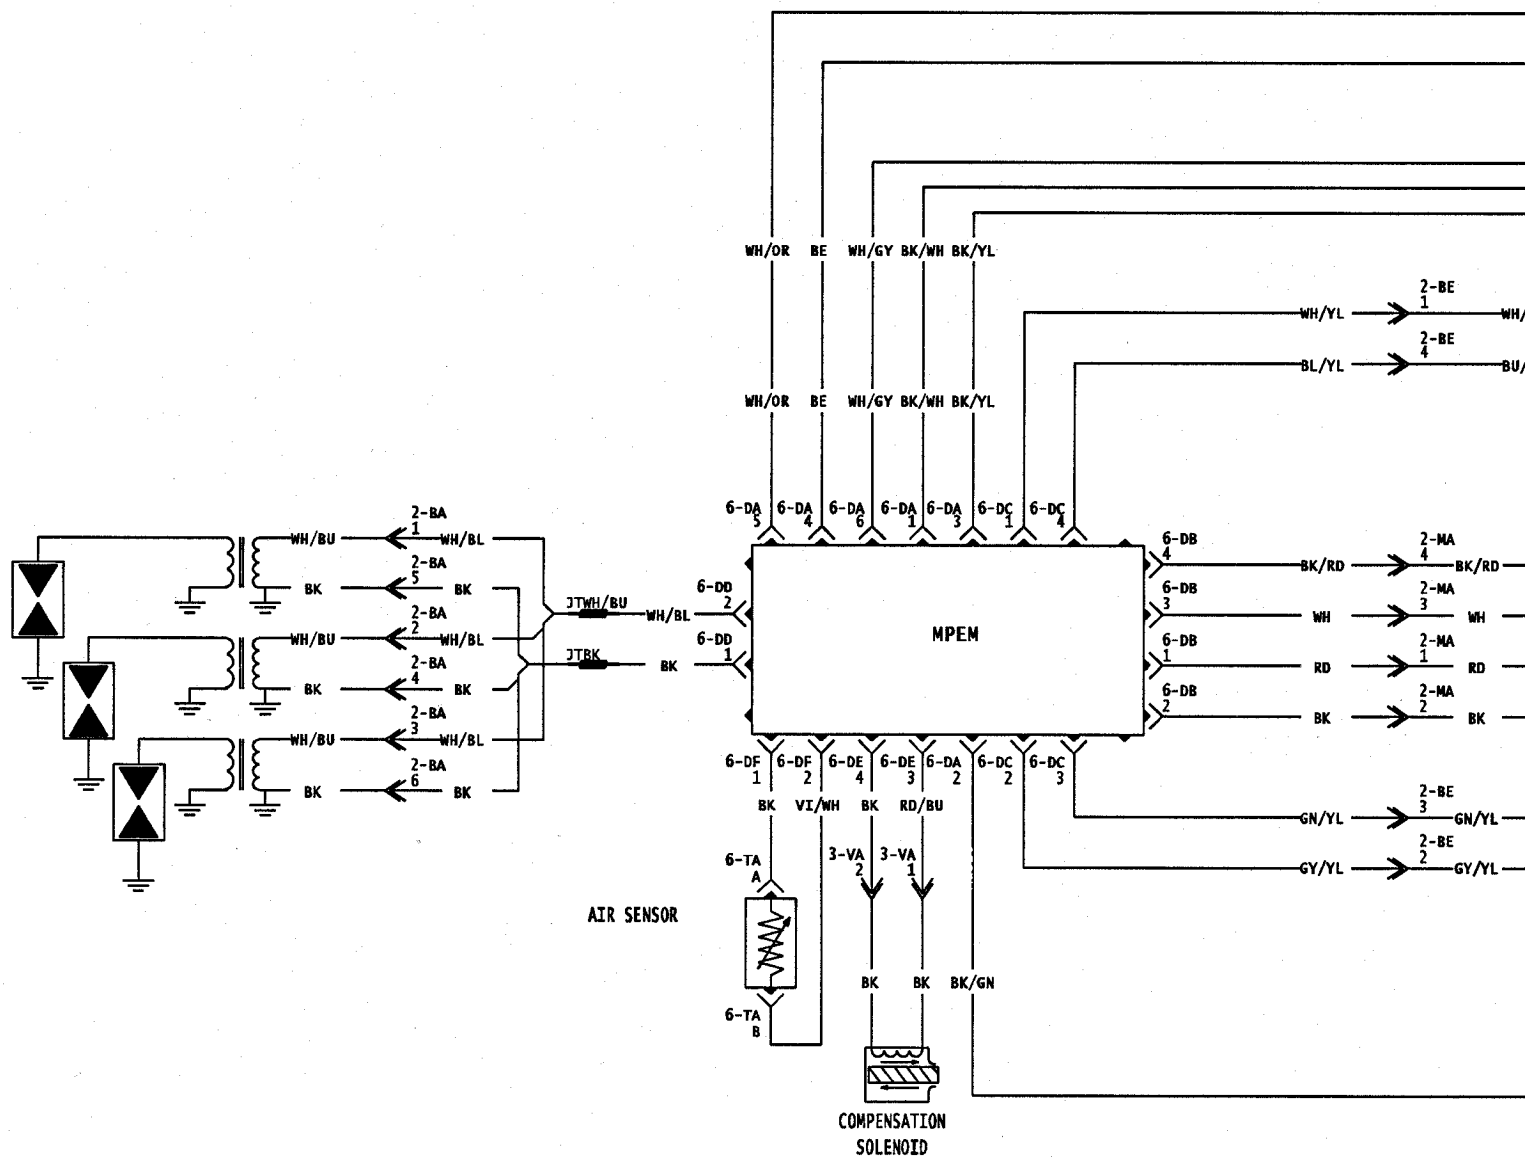 WH/OR BE WH/GY BK/WH BK/YL
2-BE
1
WH/YL WH/
2-BE
4
BL/YL BU/
WH/OR BE WH/GY BK/WH BK/YL
6-DA 6-DA 6-DA 6-DA 6-DA 6-DC 6-DC
5 4 6 1 3 1 4
2-BA
1
WH/BU WH/BL
2-BA
5
BK BK
2-BA
2
WH/BU WH/BL
2-BA
4
BK BK
2-BA
3
WH/BU WH/BL
2-BA
6
BK BK
JTWH/BU WH/BL
JTBK BK
6-DD
2
6-DD
1
MPEM
6-DB 2-MA
4 4
BK/RD BK/RD
6-DB 2-MA
3 3
WH WH
6-DB 2-MA
1 1
RD RD
6-DB 2-MA
2 2
BK BK
6-DF 6-DF 6-DE 6-DE 6-DA 6-DC 6-DC
1 2 4 3 2 2 3
BK VI/WH BK RD/BU
2-BE
3
GN/YL GN/YL
2-BE
2
GY/YL GY/YL
6-TA 3-VA 3-VA
A 2 1
AIR SENSOR
BK BK BK/GN
6-TA
B
COMPENSATION
SOLENOID